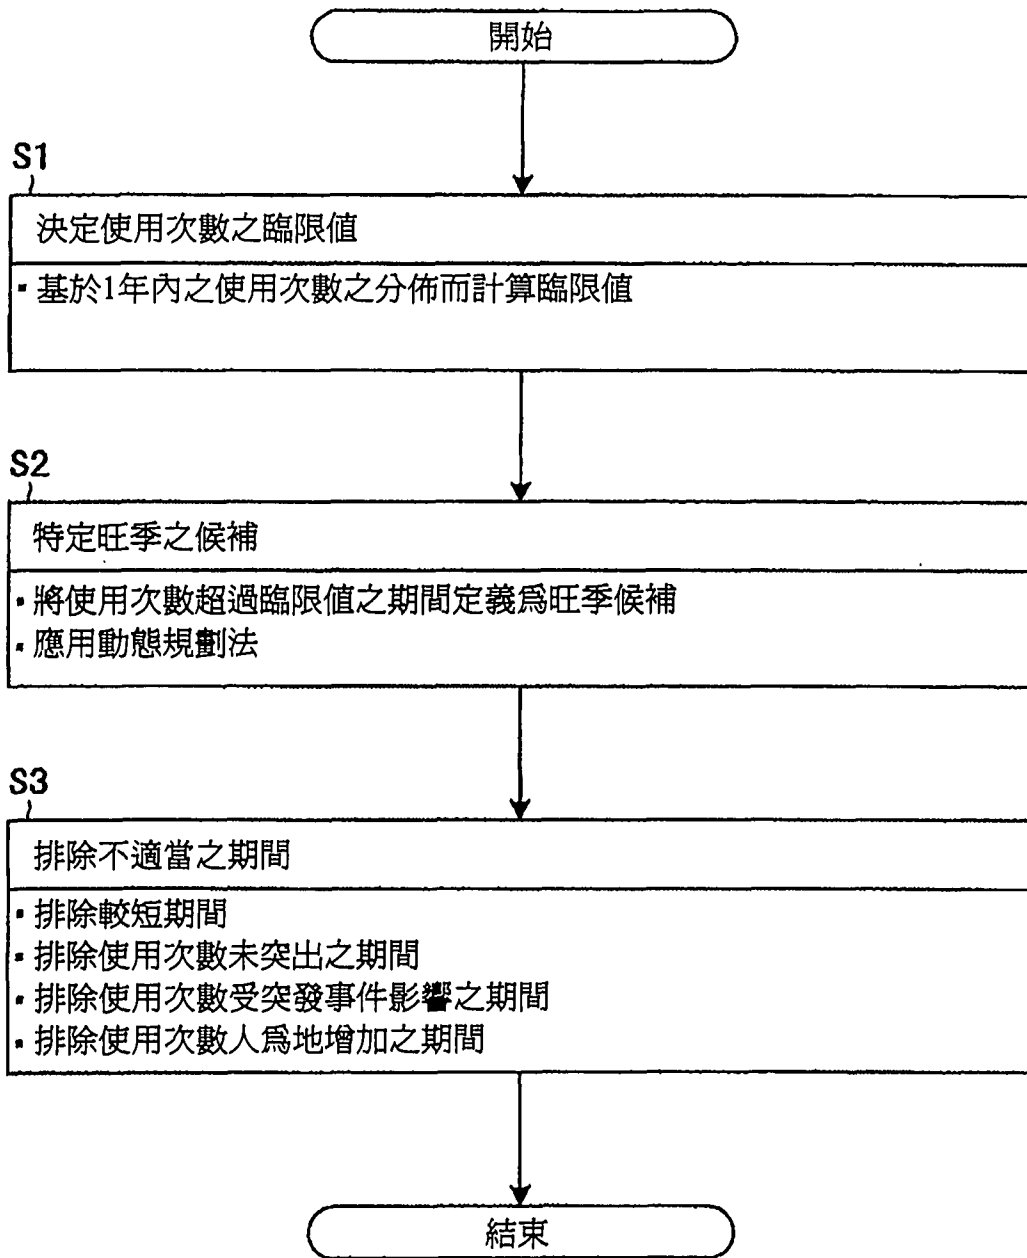 開始
S1
決定使用次數之臨限值
▪基於1年內之使用次數之分佈而計算臨限值
S2
特定旺季之候補
▪將使用次數超過臨限值之期間定義爲旺季候補
▪應用動態規劃法
S3
排除不適當之期間
▪排除較短期間
▪排除使用次數未突出之期間
▪排除使用次數受突發事件影響之期間
▪排除使用次數人爲地增加之期間
結束